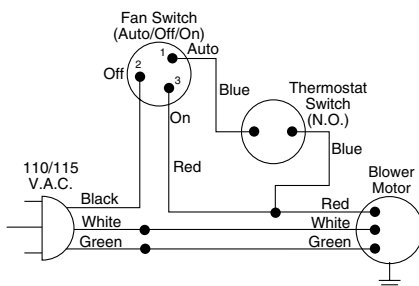 Fan Switch
(Auto/Off/On)
1
Auto
Off
2
3
On
Blue
Thermostat
Switch
(N.O.)
Blue
Red
110/115
V.A.C.
Black
White
Green
Blower
Motor
Red
White
Green